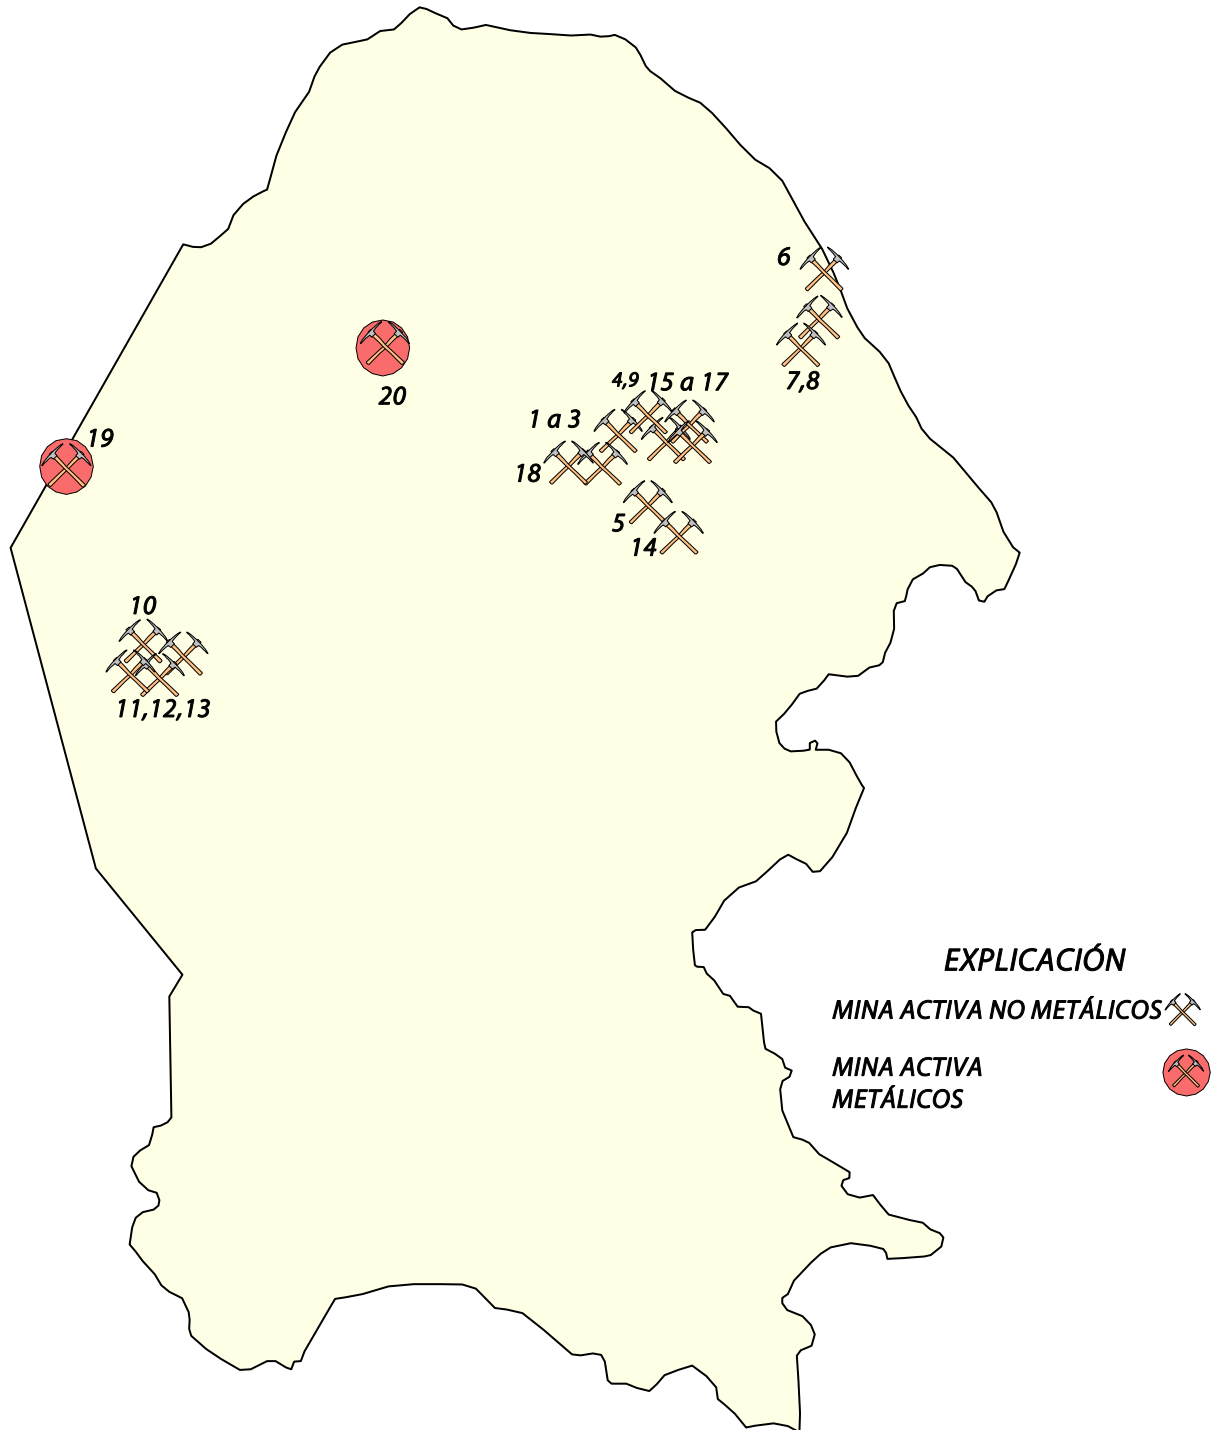 6
7,8
20
4,9 15 a 17
1 a 3
19
18
5
14
10
11,12,13
EXPLICACIÓN
MINA ACTIVA NO METÁLICOS
MINA ACTIVA
METÁLICOS